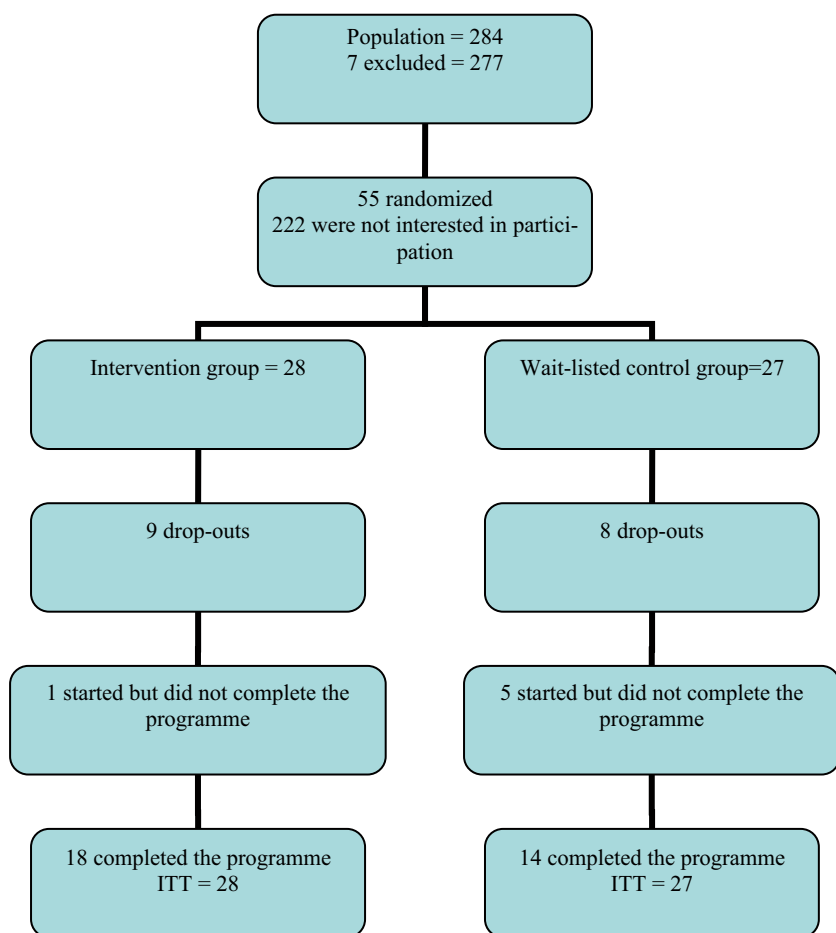 Population = 284
7 excluded = 277
55 randomized
222 were not interested in partici-
pation
Intervention group = 28
Wait-listed control group=27
9 drop-outs
8 drop-outs
1 started but did not complete the
programme
5 started but did not complete the
programme
18 completed the programme
ITT = 28
14 completed the programme
ITT = 27